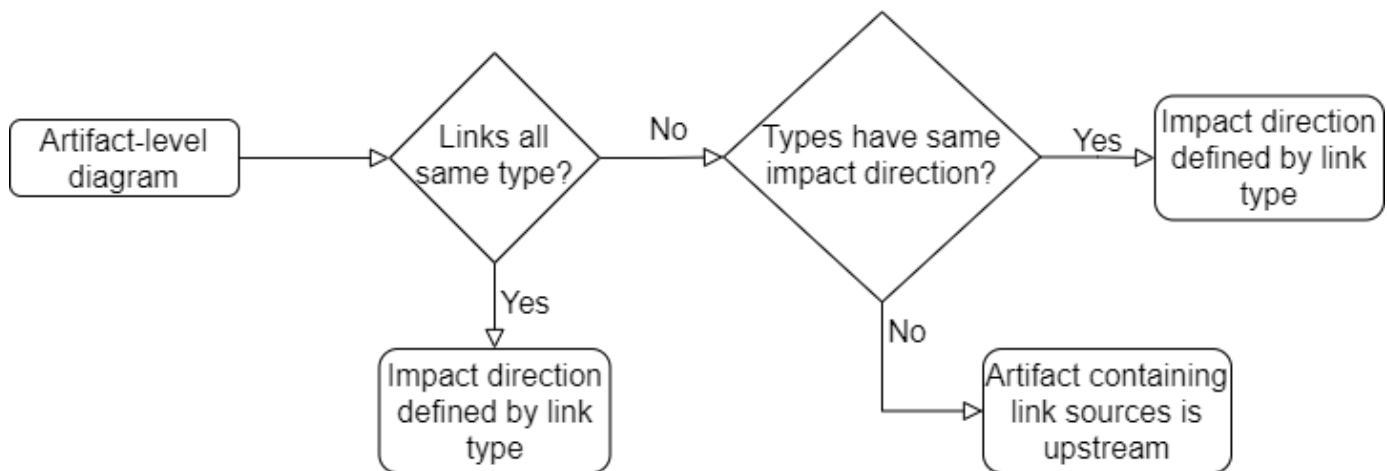 Artifact-level
diagram
Links all
same type?
No
Types have same
impact direction?
Yes
Impact direction
defined by link
type
Yes
Impact direction
defined by link
type
No
Artifact containing
link sources is
upstream